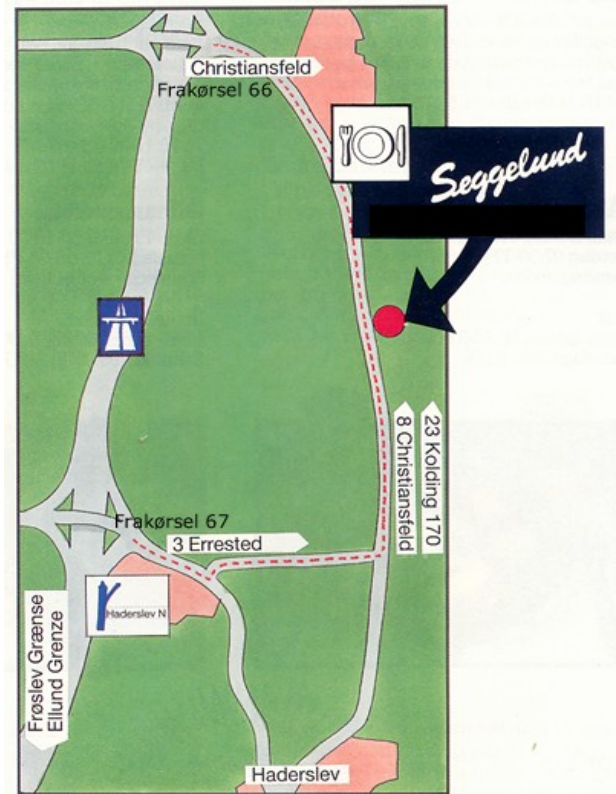 Christiansfeld
Frakørsel 66
Seggelund
23 Kolding 170
8 Christiansfeld
Frakørsel 67
3 Errested
Haderslev N
Frøslev Grænse
Ellund Grenze
Haderslev